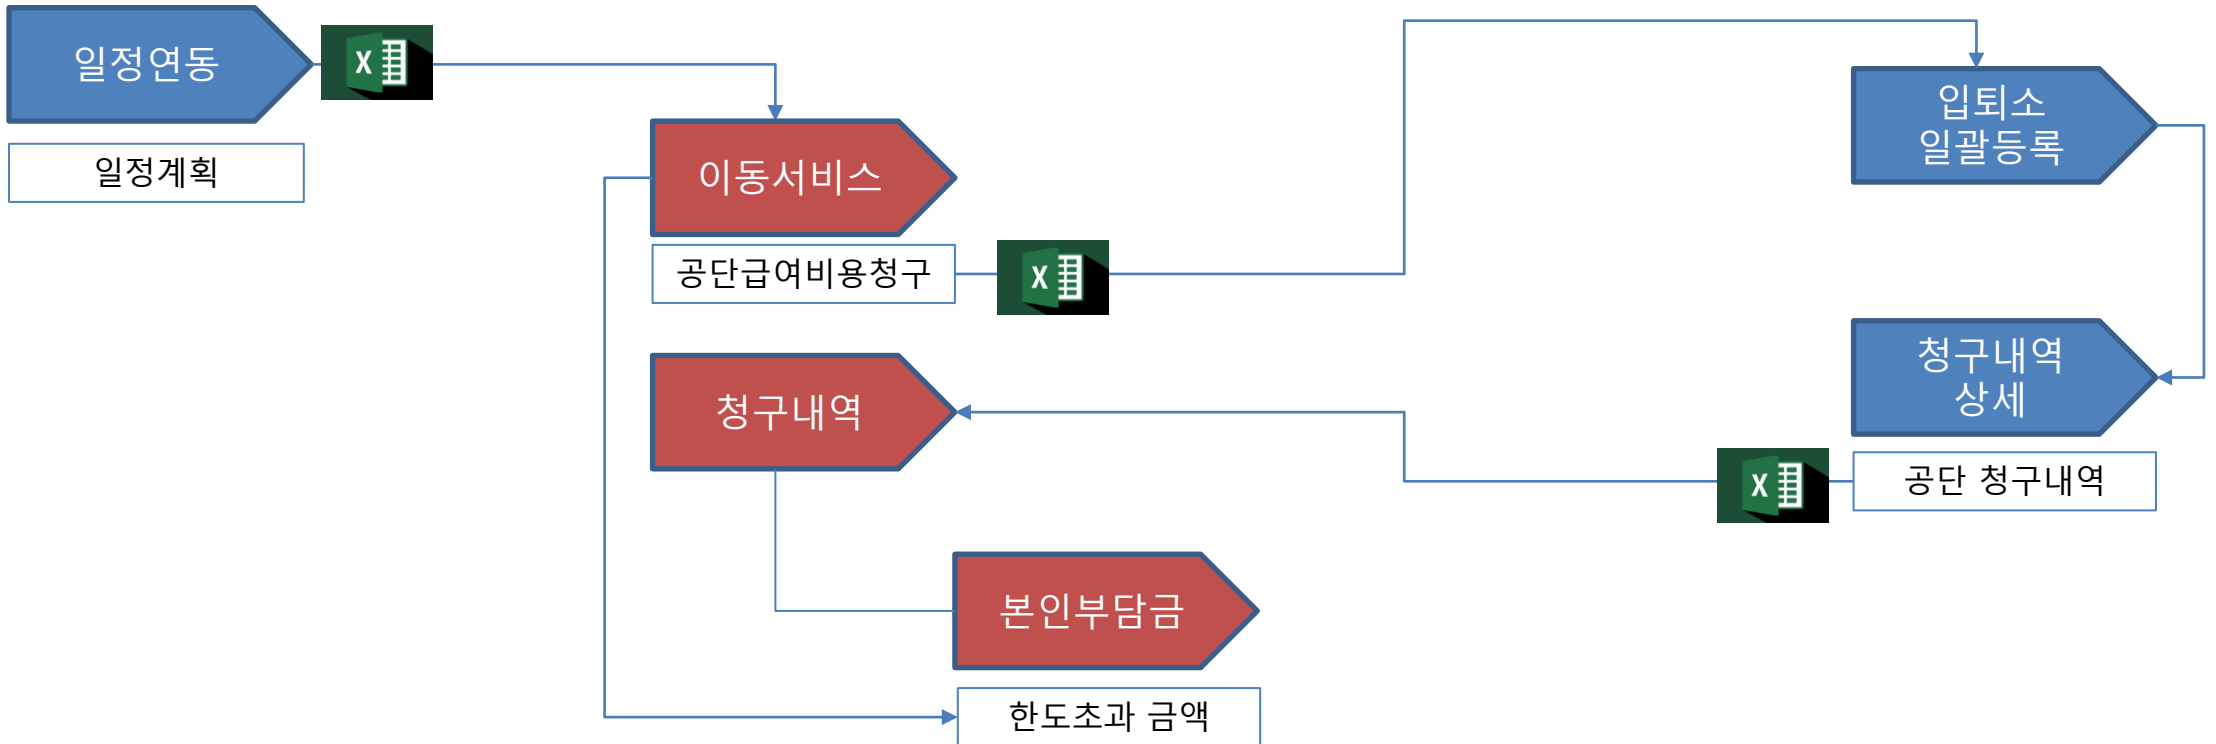 일정연동
일정계획
이동서비스
공단급여비용청구
입퇴소
일괄등록
청구내역
상세
공단 청구내역
청구내역
본인부담금
한도초과 금액